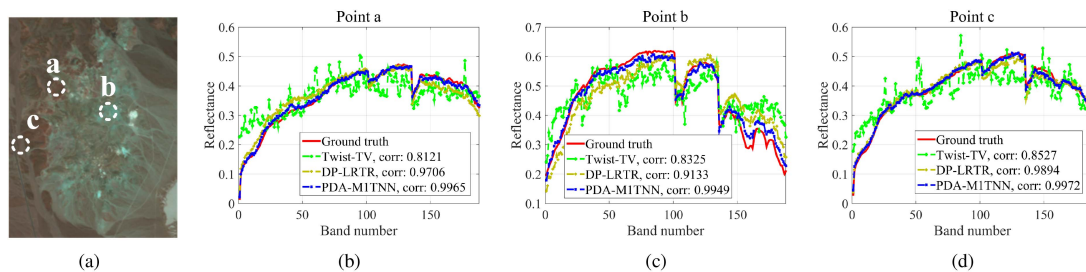 a
b
c
Point a
0.6
0.5
0.4
0.3
0.2
0.1
0
0
50
100
150
Reflectance
Band number
Ground truth
Twist-TV, corr: 0.8121
DP-LRTR, corr: 0.9706
PDA-M1TNN, corr: 0.9965
Point b
0.7
0.6
0.5
0.4
0.3
0.2
0.1
0
50
100
150
Reflectance
Band number
Ground truth
Twist-TV, corr: 0.8325
DP-LRTR, corr: 0.9133
PDA-M1TNN, corr: 0.9949
Point c
0.6
0.5
0.4
0.3
0.2
0.1
0
0
50
100
150
Reflectance
Band number
Ground truth
Twist-TV, corr: 0.8527
DP-LRTR, corr: 0.9894
PDA-M1TNN, corr: 0.9972
(a)
(b)
(c)
(d)